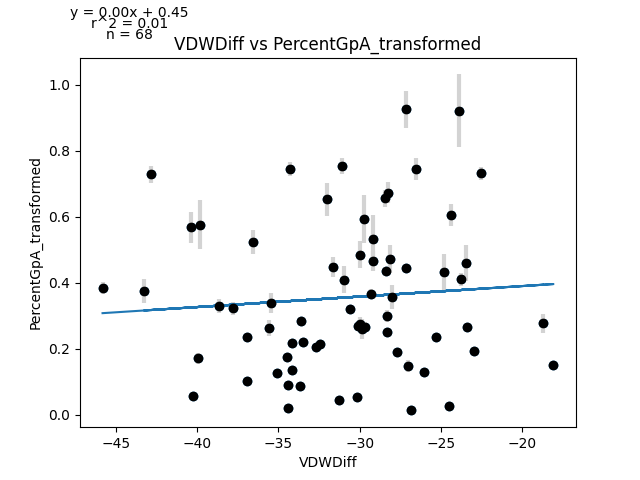 y = 0.00x + 0.45
r^2 = 0.01
n = 68
VDWDiff vs PercentGpA_transformed
1.0
0.8
0.6
0.4
0.2
0.0
PercentGpA_transformed
−45 −40 −35 −30 −25 −20
VDWDiff